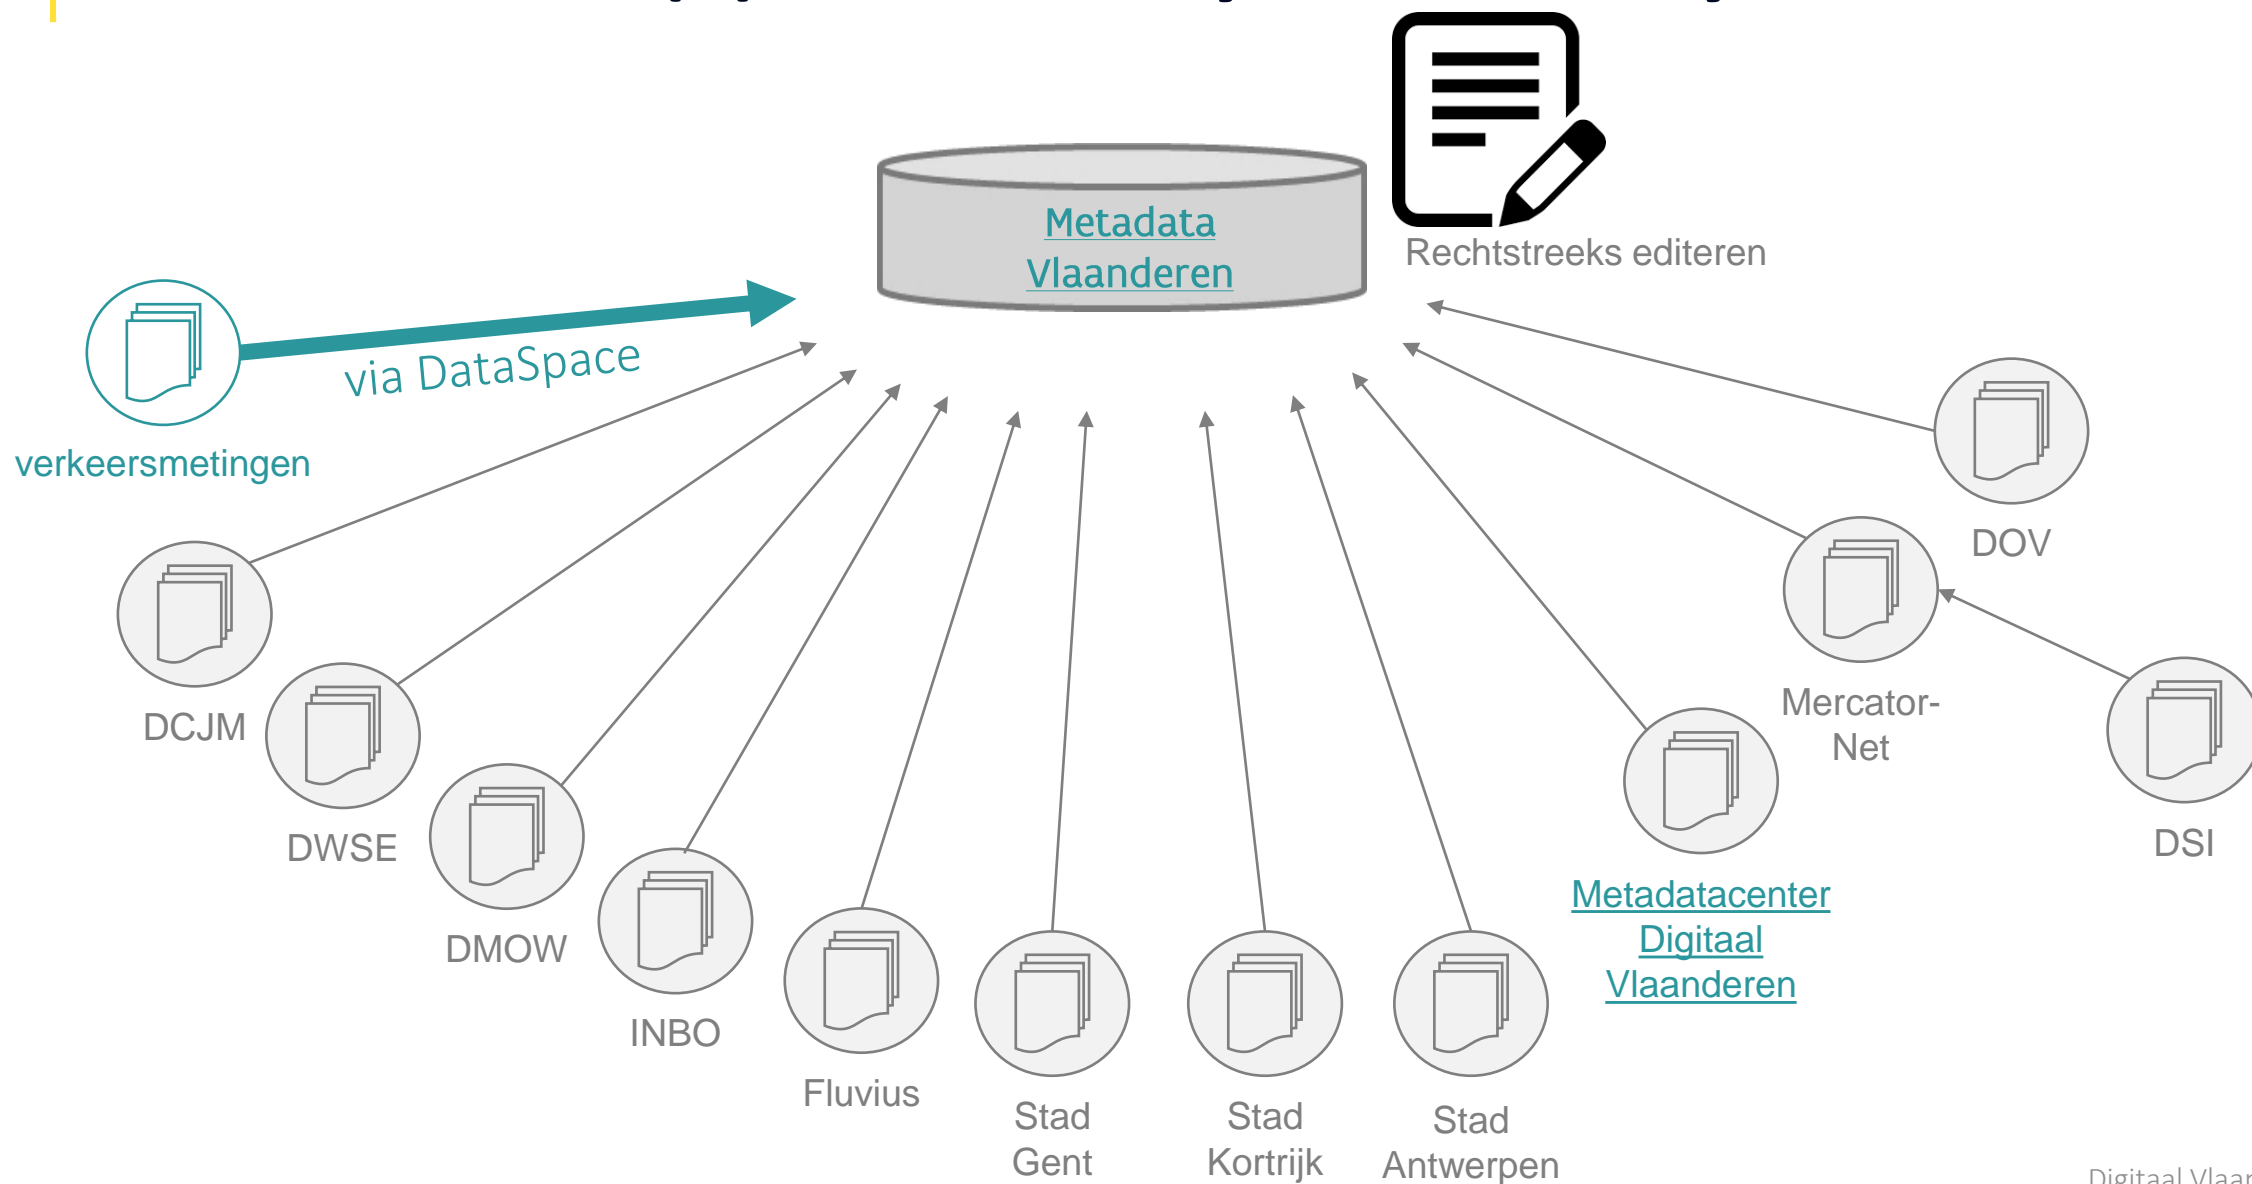 Metadata
Vlaanderen
Rechtstreeks editeren
via DataSpace
verkeersmetingen
DOV
DCJM
Mercator-
Net
DWSE
DSI
DMOW
Metadatacenter
Digitaal
Vlaanderen
INBO
Fluvius
Stad
Gent
Stad
Kortrijk
Stad
Antwerpen
Digitaal